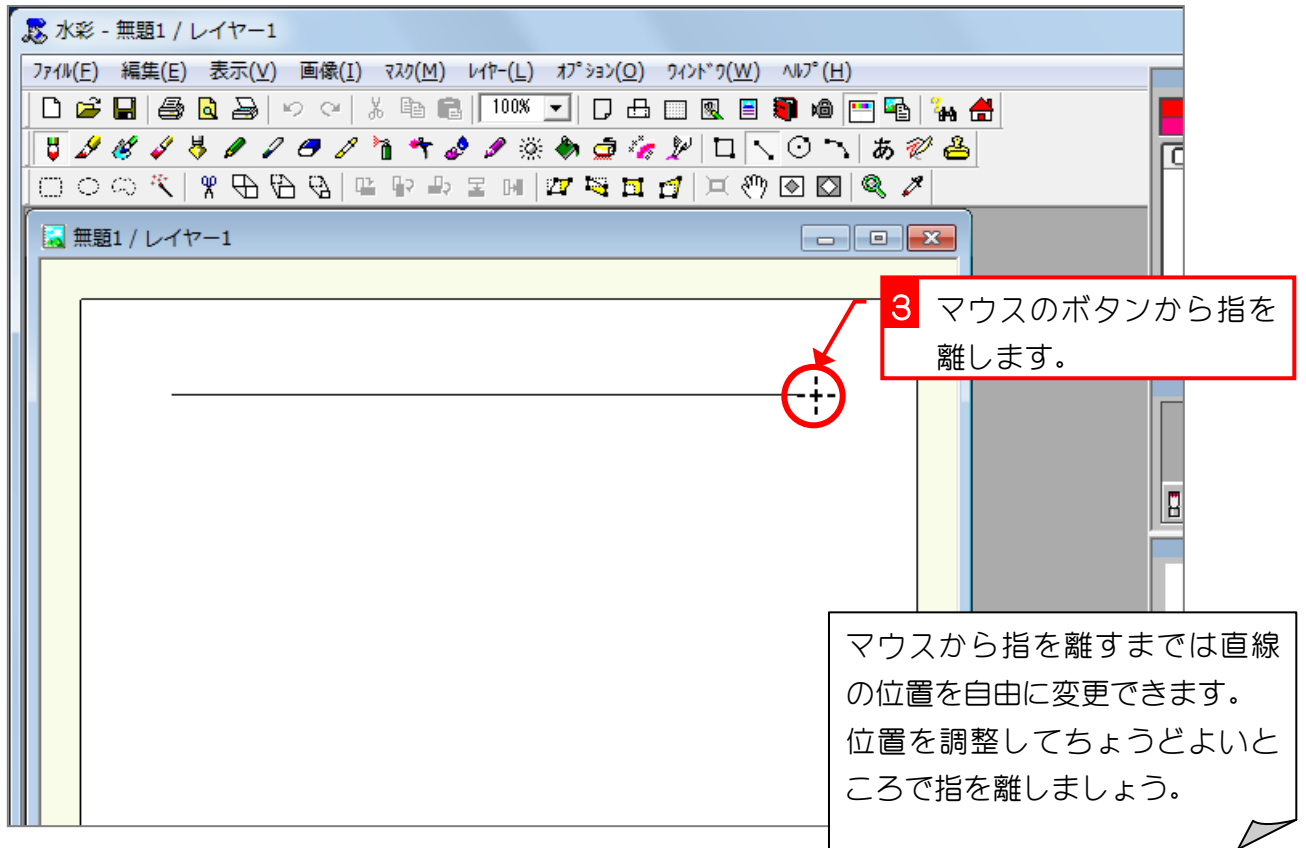 水彩 - 無題1 / レイヤー1
ﾌｧｲﾙ(F) 編集(E) 表示(V) 画像(I) ﾏｽｸ(M) ﾚｲﾔｰ(L) ｵﾌﾟｼｮﾝ(O) ｳｨﾝﾄﾞｳ(W) ﾍﾙﾌﾟ(H)
100%
あ
無題1 / レイヤー1
3 マウスのボタンから指を
離します。
マウスから指を離すまでは直線
の位置を自由に変更できます。
位置を調整してちょうどよいと
ころで指を離しましょう。